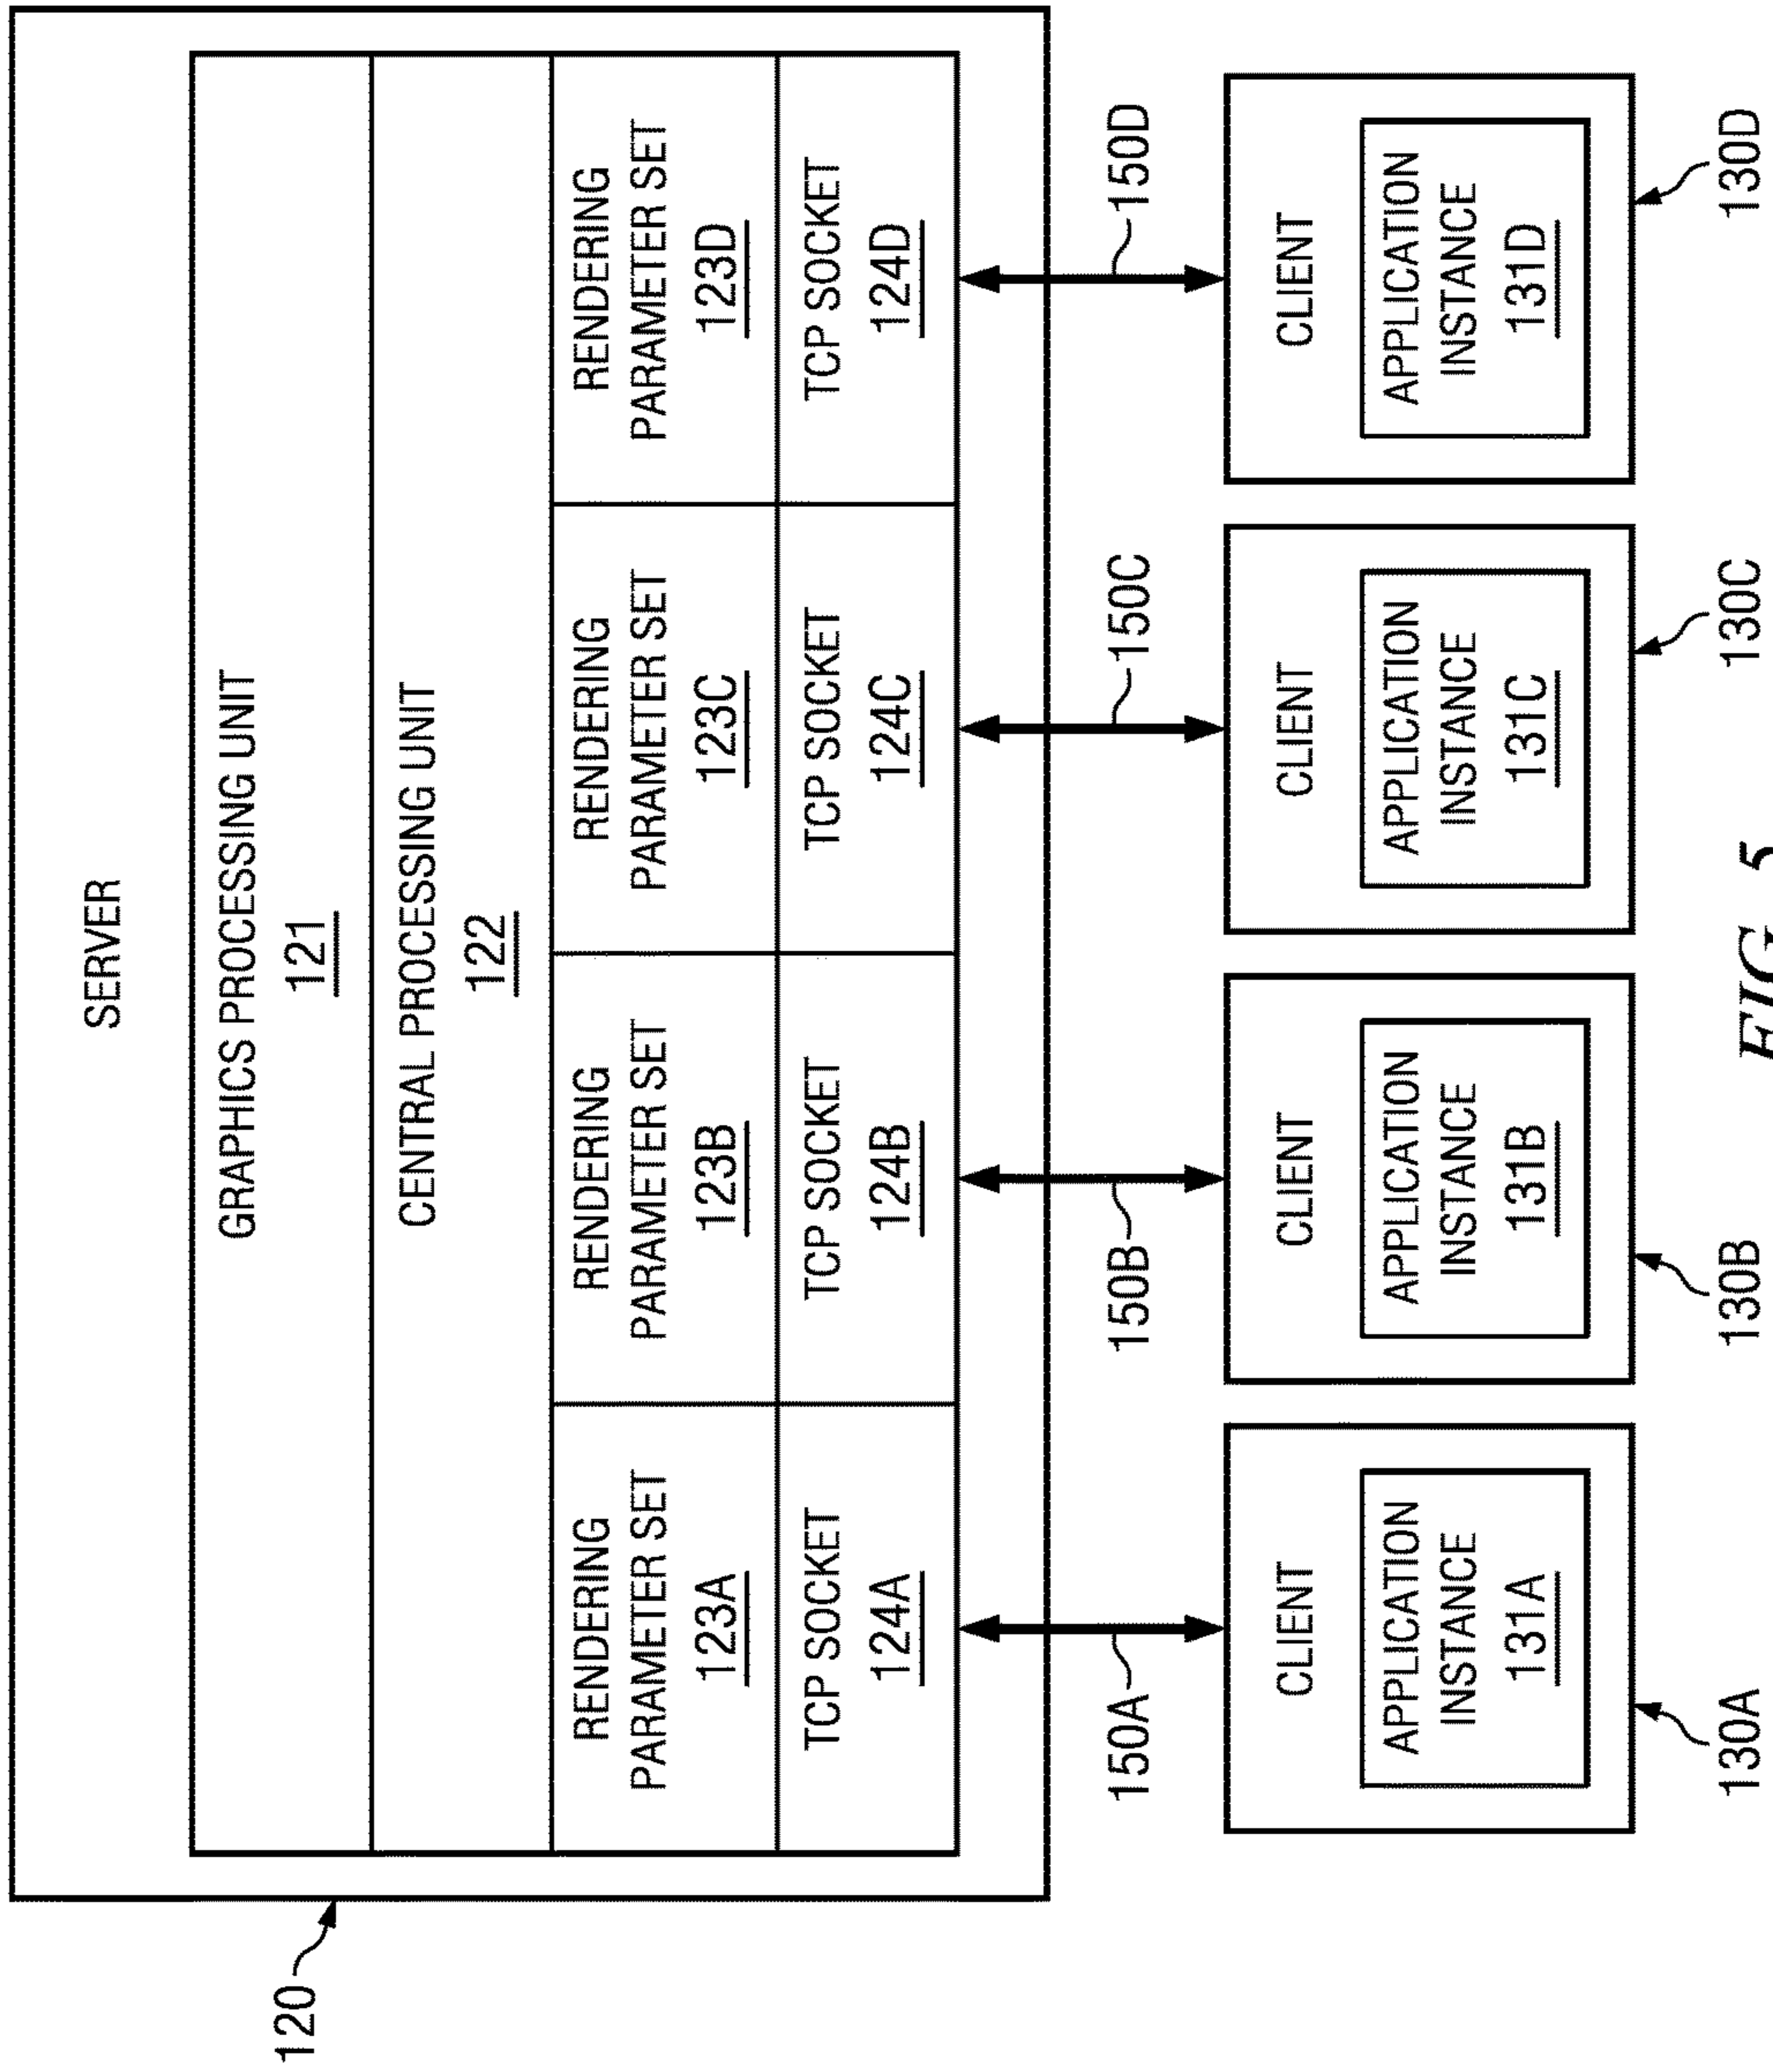 SERVER
GRAPHICS PROCESSING UNIT
121
CENTRAL PROCESSING UNIT
122
RENDERING
PARAMETER SET
123A
RENDERING
PARAMETER SET
123B
RENDERING
PARAMETER SET
123C
RENDERING
PARAMETER SET
123D
TCP SOCKET
124A
TCP SOCKET
124B
TCP SOCKET
124C
TCP SOCKET
124D
120
150A
150B
150C
150D
CLIENT
APPLICATION
INSTANCE
131A
CLIENT
APPLICATION
INSTANCE
131B
CLIENT
APPLICATION
INSTANCE
131C
CLIENT
APPLICATION
INSTANCE
131D
130A
130B
130C
130D
FIG. 5